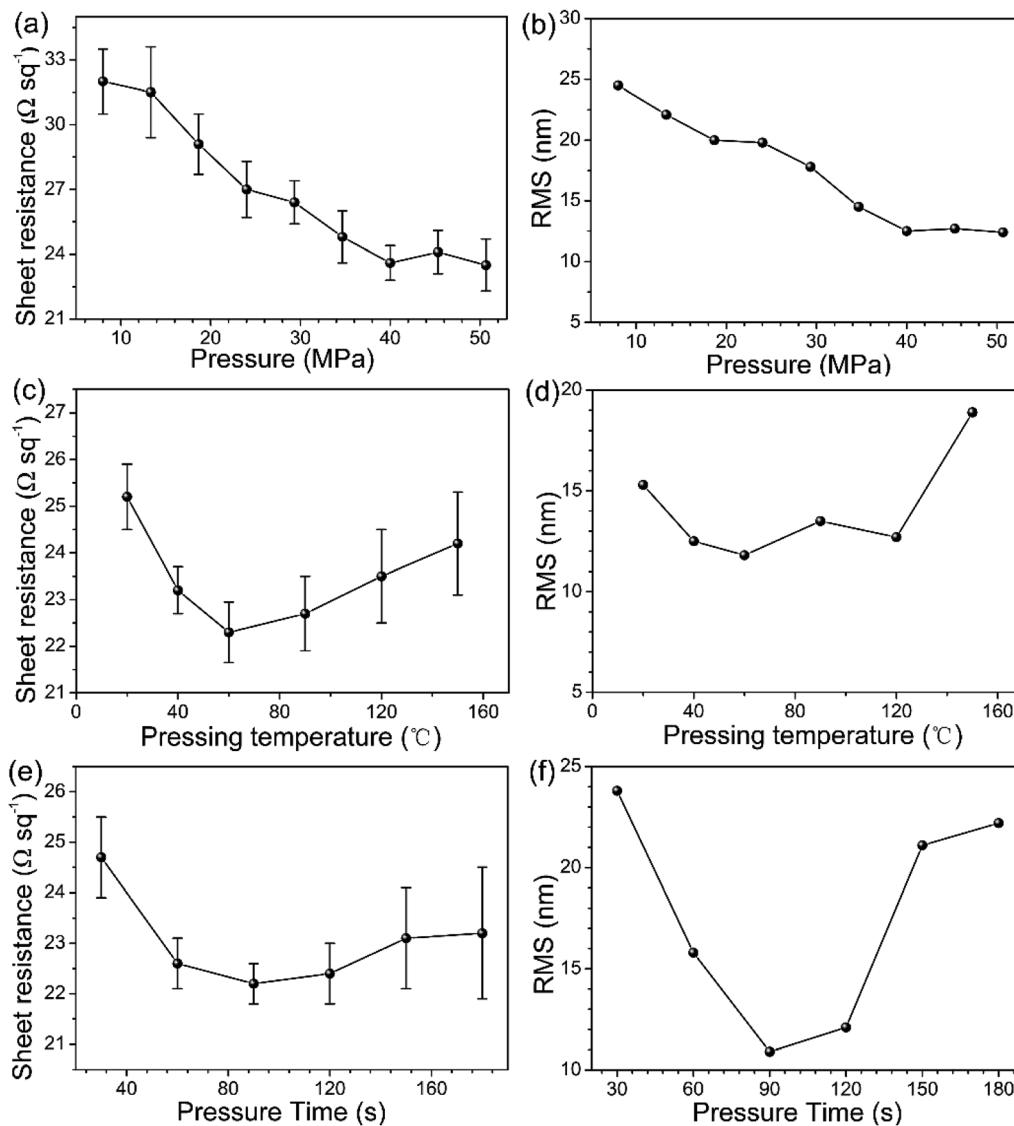 (a)
Sheet resistance (Ω sq⁻¹)
33
30
27
24
21
10 20 30 40 50
Pressure (MPa)
(b)
RMS (nm)
30
25
20
15
10
5
10 20 30 40 50
Pressure (MPa)
(c)
Sheet resistance (Ω sq⁻¹)
27
26
25
24
23
22
21
0 40 80 120 160
Pressing temperature (℃)
(d)
RMS (nm)
20
15
10
5
0 40 80 120 160
Pressing temperature (℃)
(e)
Sheet resistance (Ω sq⁻¹)
26
25
24
23
22
21
40 80 120 160
Pressure Time (s)
(f)
RMS (nm)
25
20
15
10
30 60 90 120 150 180
Pressure Time (s)